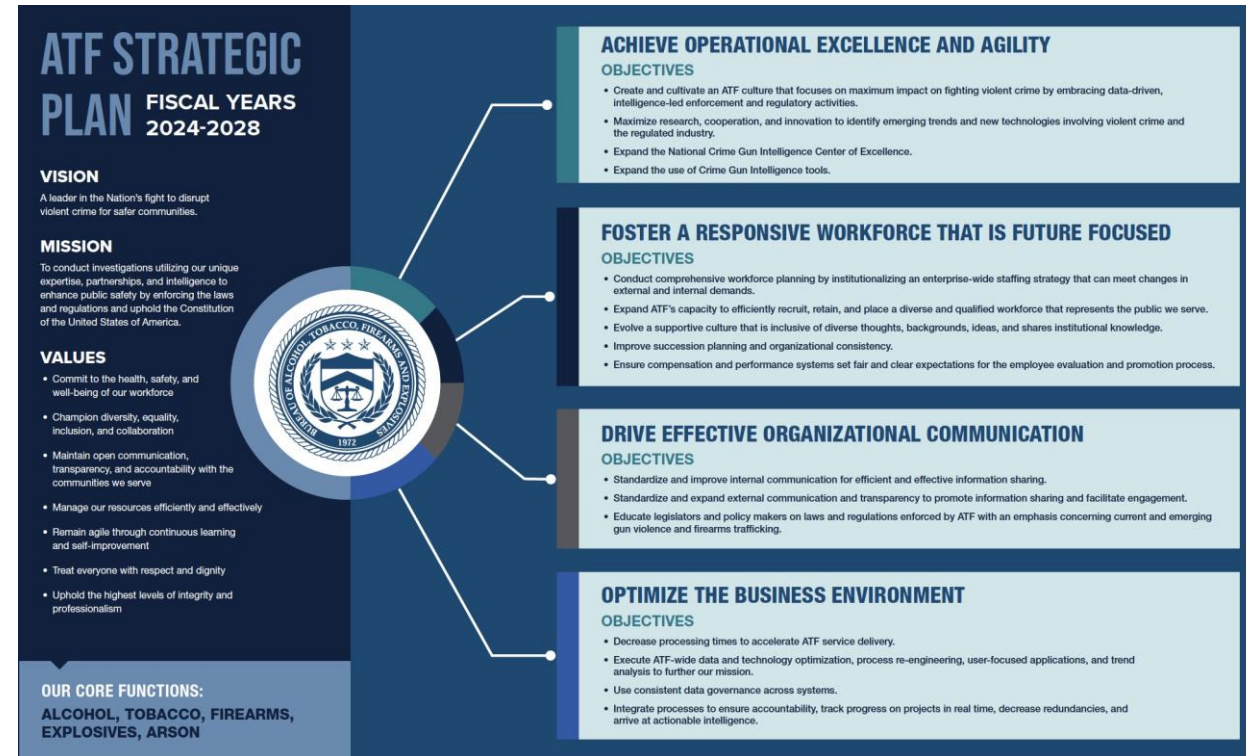 ATF STRATEGIC
PLAN FISCAL YEARS
2024-2028
VISION
A leader in the Nation's fight to disrupt
violent crime for safer communities.
MISSION
To conduct investigations utilizing our unique
expertise, partnerships, and intelligence to
enhance public safety by enforcing the laws
and regulations and uphold the Constitution
of the United States of America.
VALUES
• Commit to the health, safety, and
well-being of our workforce
• Champion diversity, equality,
inclusion, and collaboration
• Maintain open communication,
transparency, and accountability with the
communities we serve
• Manage our resources efficiently and effectively
• Remain agile through continuous learning
and self-improvement
• Treat everyone with respect and dignity
• Uphold the highest levels of integrity and
professionalism
OUR CORE FUNCTIONS:
ALCOHOL, TOBACCO, FIREARMS,
EXPLOSIVES, ARSON
BUREAU OF ALCOHOL, TOBACCO, FIREARMS AND EXPLOSIVES
1972
ACHIEVE OPERATIONAL EXCELLENCE AND AGILITY
OBJECTIVES
• Create and cultivate an ATF culture that focuses on maximum impact on fighting violent crime by embracing data-driven,
intelligence-led enforcement and regulatory activities.
• Maximize research, cooperation, and innovation to identify emerging trends and new technologies involving violent crime and
the regulated industry.
• Expand the National Crime Gun Intelligence Center of Excellence.
• Expand the use of Crime Gun Intelligence tools.
FOSTER A RESPONSIVE WORKFORCE THAT IS FUTURE FOCUSED
OBJECTIVES
• Conduct comprehensive workforce planning by institutionalizing an enterprise-wide staffing strategy that can meet changes in
external and internal demands.
• Expand ATF's capacity to efficiently recruit, retain, and place a diverse and qualified workforce that represents the public we serve.
• Evolve a supportive culture that is inclusive of diverse thoughts, backgrounds, ideas, and shares institutional knowledge.
• Improve succession planning and organizational consistency.
• Ensure compensation and performance systems set fair and clear expectations for the employee evaluation and promotion process.
DRIVE EFFECTIVE ORGANIZATIONAL COMMUNICATION
OBJECTIVES
• Standardize and improve internal communication for efficient and effective information sharing.
• Standardize and expand external communication and transparency to promote information sharing and facilitate engagement.
• Educate legislators and policy makers on laws and regulations enforced by ATF with an emphasis concerning current and emerging
gun violence and firearms trafficking.
OPTIMIZE THE BUSINESS ENVIRONMENT
OBJECTIVES
• Decrease processing times to accelerate ATF service delivery.
• Execute ATF-wide data and technology optimization, process re-engineering, user-focused applications, and trend
analysis to further our mission.
• Use consistent data governance across systems.
• Integrate processes to ensure accountability, track progress on projects in real time, decrease redundancies, and
arrive at actionable intelligence.